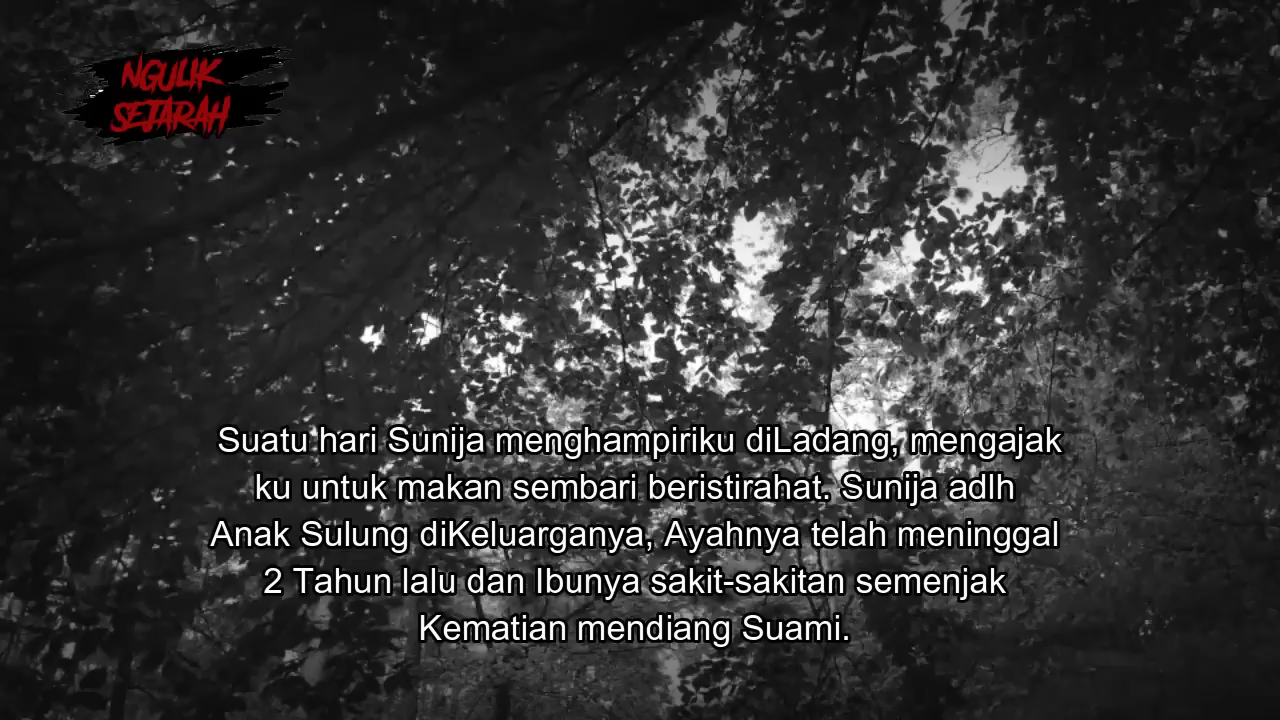 NGULIK
SEJARAH
Suatu hari Sunija menghampiriku diLadang, mengajak
ku untuk makan sembari beristirahat. Sunija adlh
Anak Sulung diKeluarganya, Ayahnya telah meninggal
2 Tahun lalu dan Ibunya sakit-sakitan semenjak
Kematian mendiang Suami.